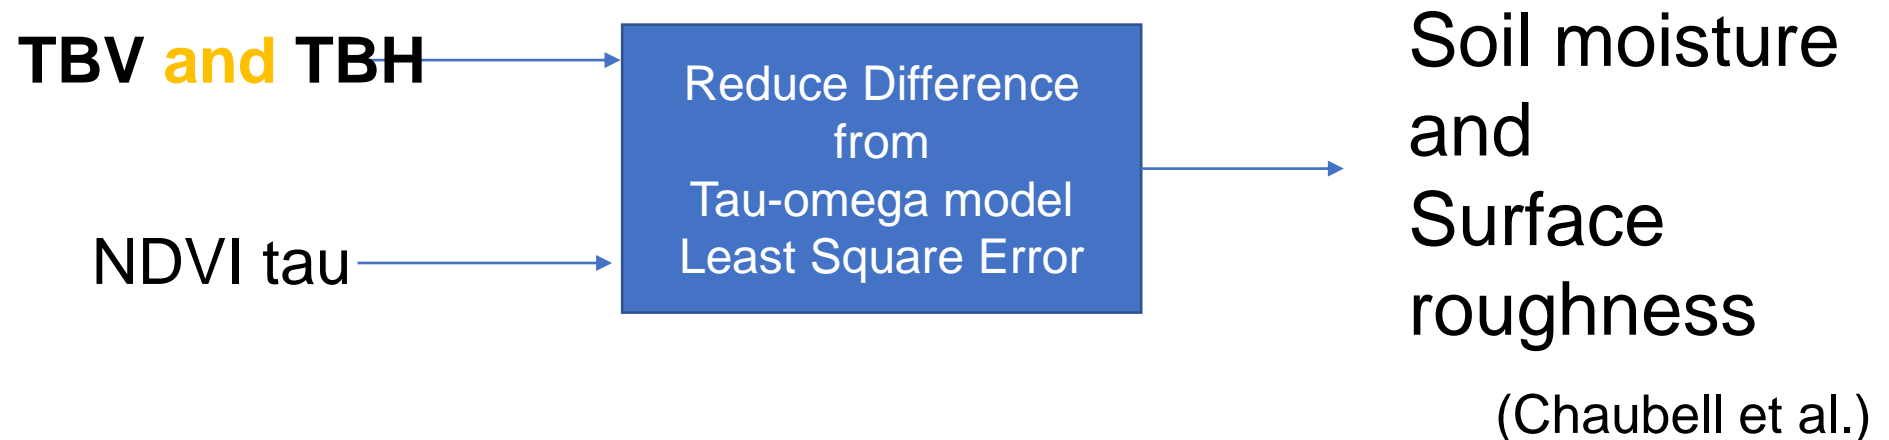 TBV and TBH
NDVI tau
Reduce Difference
from
Tau-omega model
Least Square Error
Soil moisture
and
Surface
roughness
(Chaubell et al.)